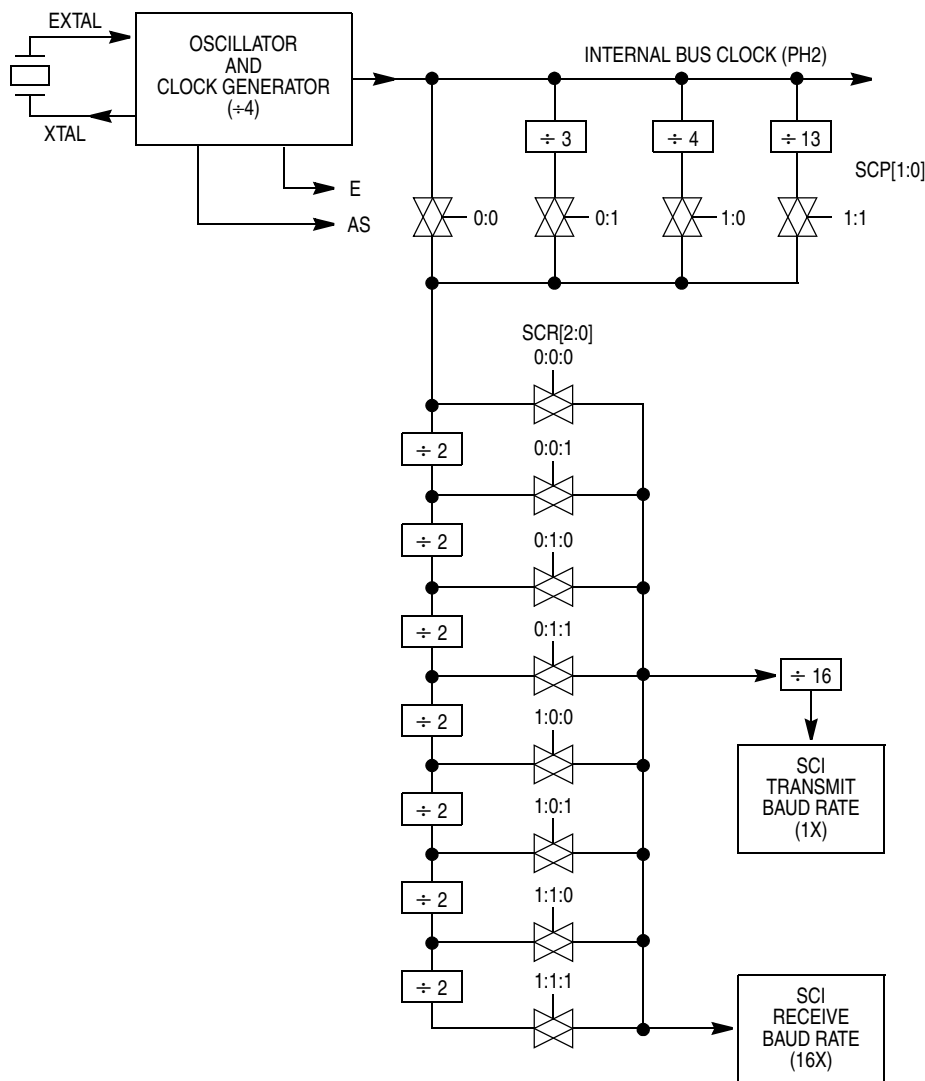 EXTAL
OSCILLATOR
AND
CLOCK GENERATOR
(÷4)
XTAL
E
AS
INTERNAL BUS CLOCK (PH2)
÷ 3
÷ 4
÷ 13
SCP[1:0]
0:0
0:1
1:0
1:1
SCR[2:0]
0:0:0
÷ 2
0:0:1
÷ 2
0:1:0
÷ 2
0:1:1
÷ 2
1:0:0
÷ 2
1:0:1
÷ 2
1:1:0
÷ 2
1:1:1
÷ 16
SCI
TRANSMIT
BAUD RATE
(1X)
SCI
RECEIVE
BAUD RATE
(16X)